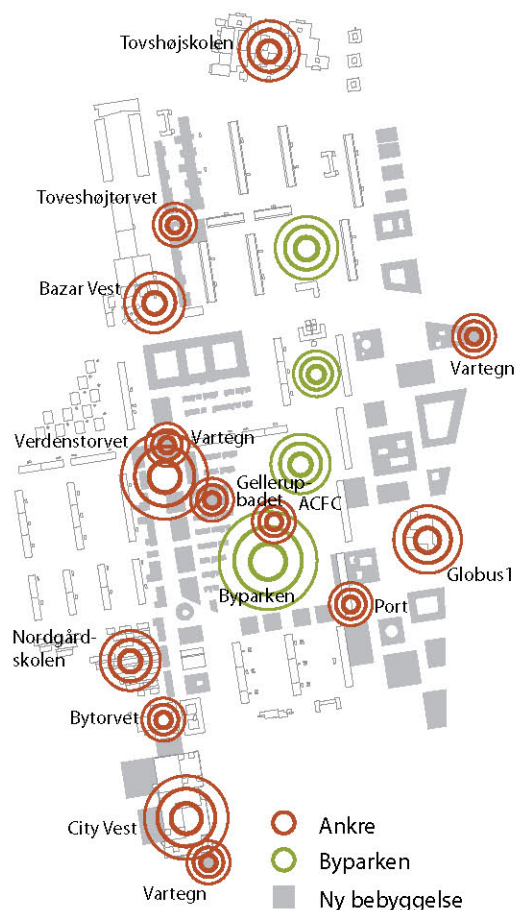 Tovshøjskolen
Toveshøjtorvet
Bazar Vest
Vartegn
Verdenstorvet
Vartegn
Gellerup-
badet
ACFC
Globus1
Byparken
Port
Nordgård-
skolen
Bytorvet
City Vest
Vartegn
Ankre
Byparken
Ny bebyggelse